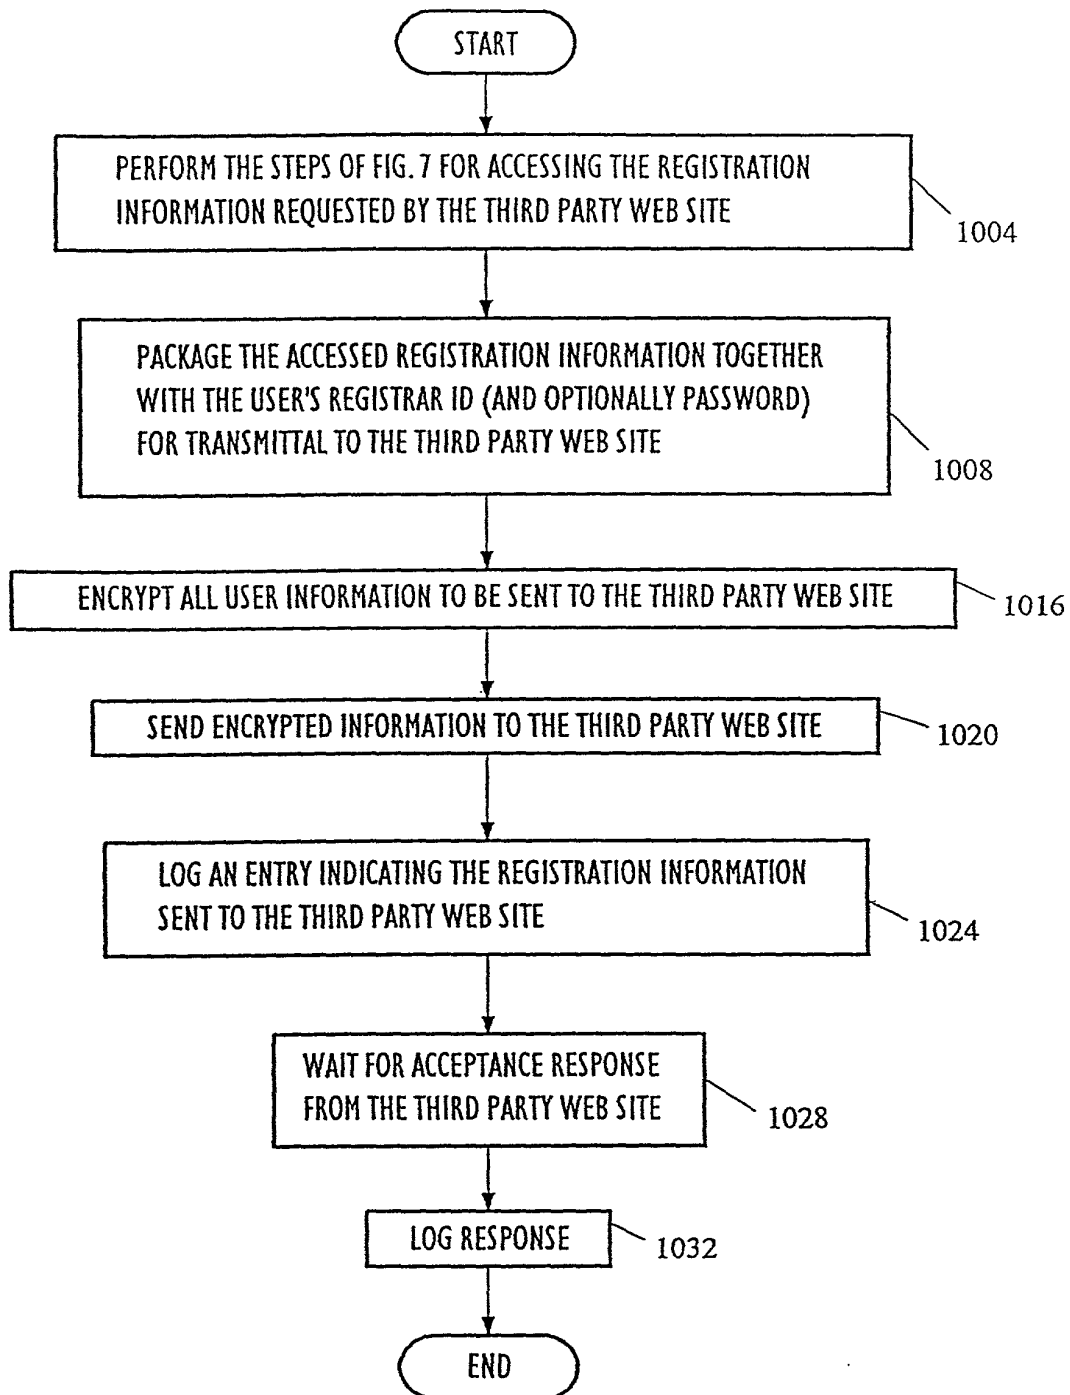 START
PERFORM THE STEPS OF FIG. 7 FOR ACCESSING THE REGISTRATION
INFORMATION REQUESTED BY THE THIRD PARTY WEB SITE
1004
PACKAGE THE ACCESSED REGISTRATION INFORMATION TOGETHER
WITH THE USER'S REGISTRAR ID (AND OPTIONALLY PASSWORD)
FOR TRANSMITTAL TO THE THIRD PARTY WEB SITE
1008
ENCRYPT ALL USER INFORMATION TO BE SENT TO THE THIRD PARTY WEB SITE
1016
SEND ENCRYPTED INFORMATION TO THE THIRD PARTY WEB SITE
1020
LOG AN ENTRY INDICATING THE REGISTRATION INFORMATION
SENT TO THE THIRD PARTY WEB SITE
1024
WAIT FOR ACCEPTANCE RESPONSE
FROM THE THIRD PARTY WEB SITE
1028
LOG RESPONSE
1032
END